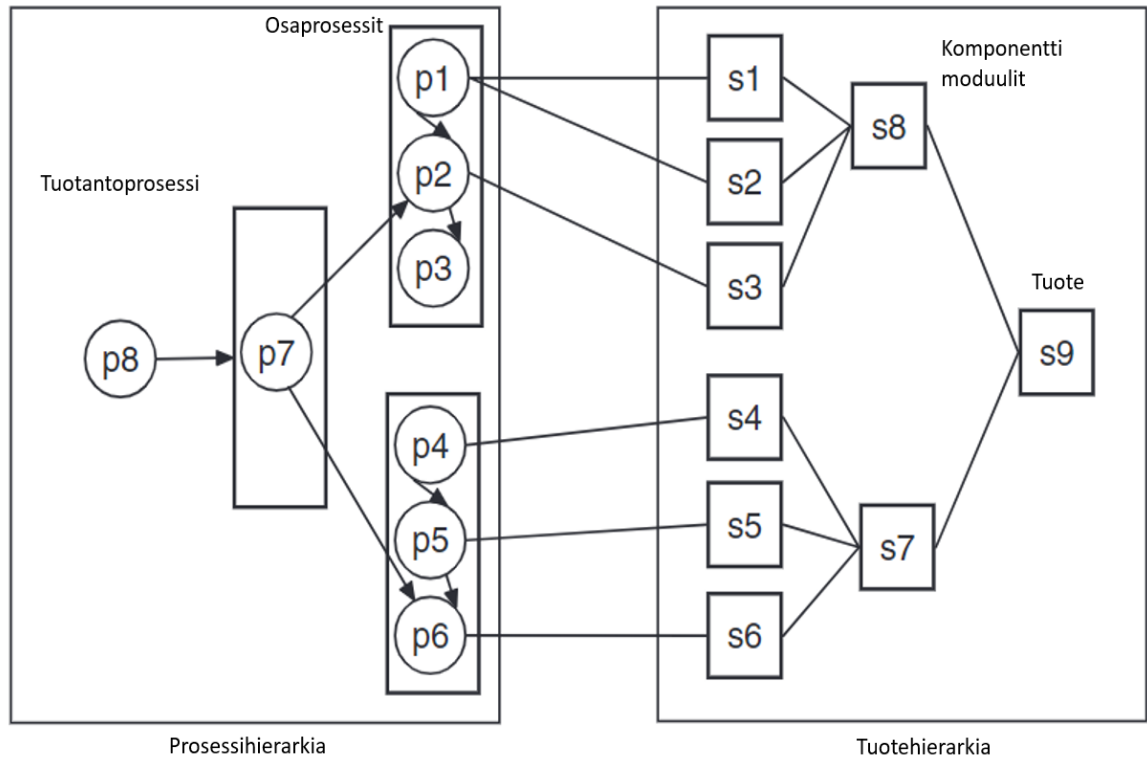 Osaprosessit
p1
s1
Komponentti
moduulit
s8
p2
s2
Tuotantoprosessi
p3
s3
Tuote
p8
p7
s9
p4
s4
p5
s5
s7
p6
s6
Prosessihierarkia
Tuotehierarkia